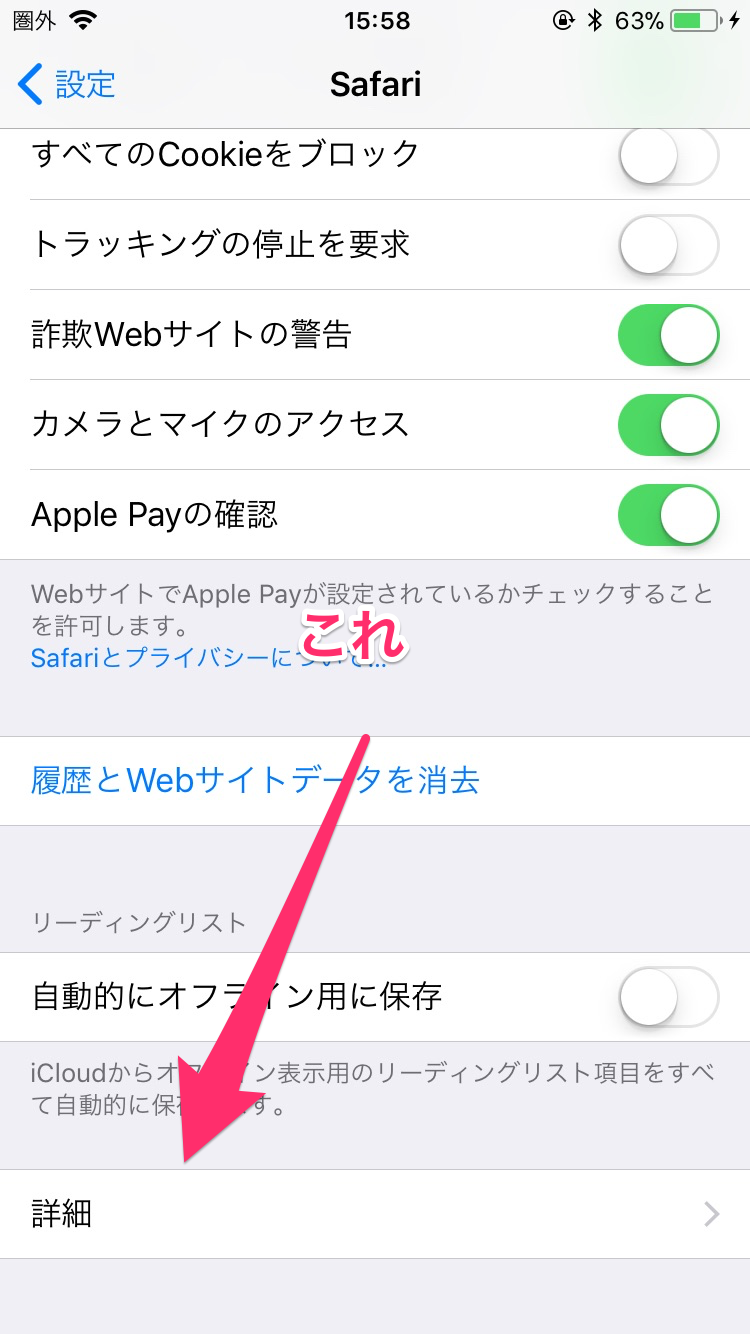 圏外 15:58 63%
設定 Safari
すべてのCookieをブロック
トラッキングの停止を要求
詐欺Webサイトの警告
カメラとマイクのアクセス
Apple Payの確認
WebサイトでApple Payが設定されているかチェックすること
を許可します。
これ
Safariとプライバシーについて...
履歴とWebサイトデータを消去
リーディングリスト
自動的にオフライン用に保存
iCloudからオフライン表示用のリーディングリスト項目をすべ
て自動的に保存します。
詳細